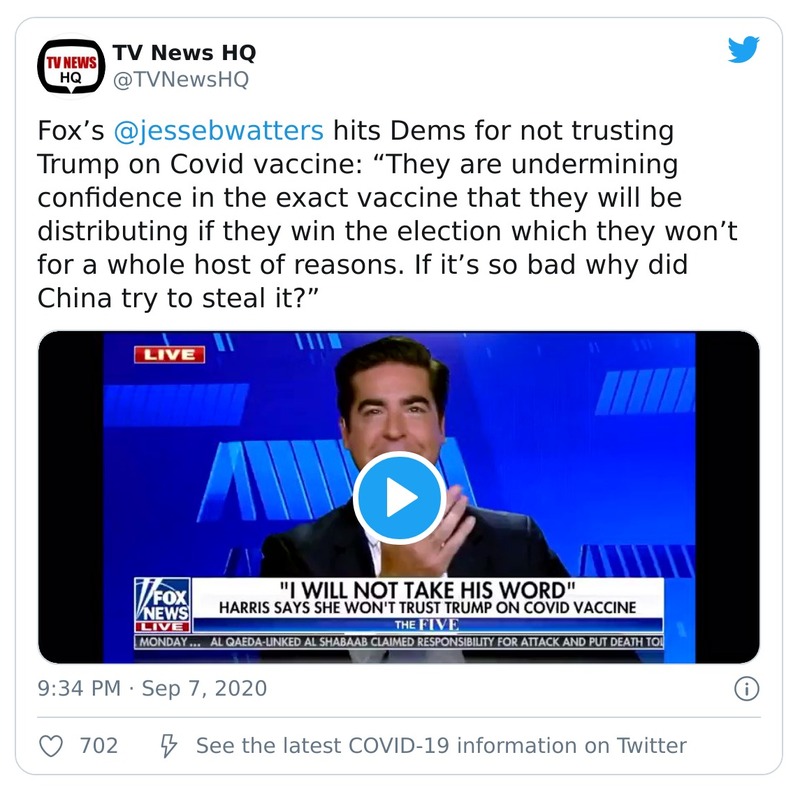 TV NEWS
HQ
TV News HQ
@TVNewsHQ
Fox’s @jessebwatters hits Dems for not trusting
Trump on Covid vaccine: “They are undermining
confidence in the exact vaccine that they will be
distributing if they win the election which they won’t
for a whole host of reasons. If it’s so bad why did
China try to steal it?”
LIVE
FOX
NEWS
LIVE
"I WILL NOT TAKE HIS WORD"
HARRIS SAYS SHE WON'T TRUST TRUMP ON COVID VACCINE
THE FIVE
MONDAY... AL QAEDA-LINKED AL SHABAAB CLAIMED RESPONSIBILITY FOR ATTACK AND PUT DEATH TOL
9:34 PM · Sep 7, 2020
702 See the latest COVID-19 information on Twitter